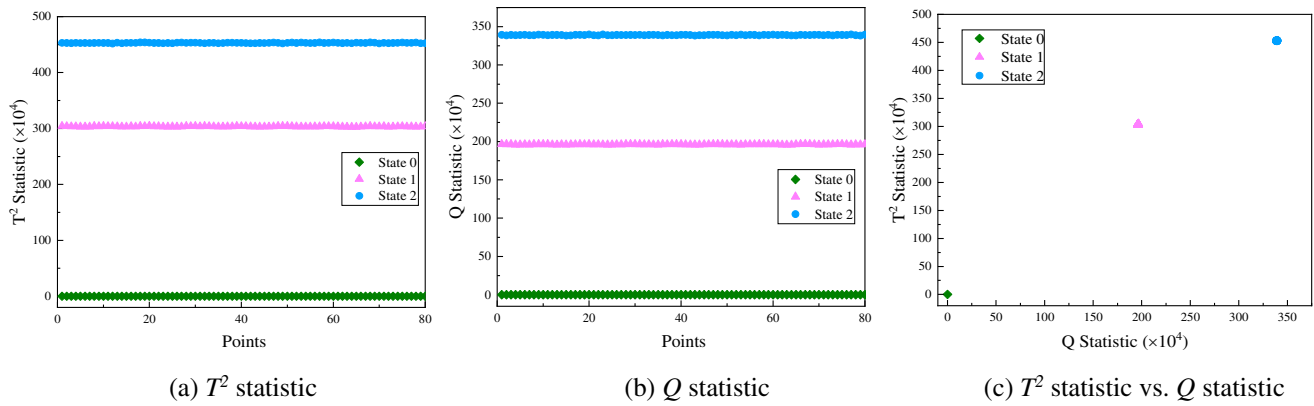 500
400
300
200
100
0
T² Statistic (×10⁴)
State 0
State 1
State 2
0 20 40 60 80
Points
(a) T² statistic
350
300
250
200
150
100
50
0
Q Statistic (×10⁴)
State 0
State 1
State 2
0 20 40 60 80
Points
(b) Q statistic
500
450
400
350
300
250
200
150
100
50
0
T² Statistic (×10⁴)
State 0
State 1
State 2
0 50 100 150 200 250 300 350
Q Statistic (×10⁴)
(c) T² statistic vs. Q statistic